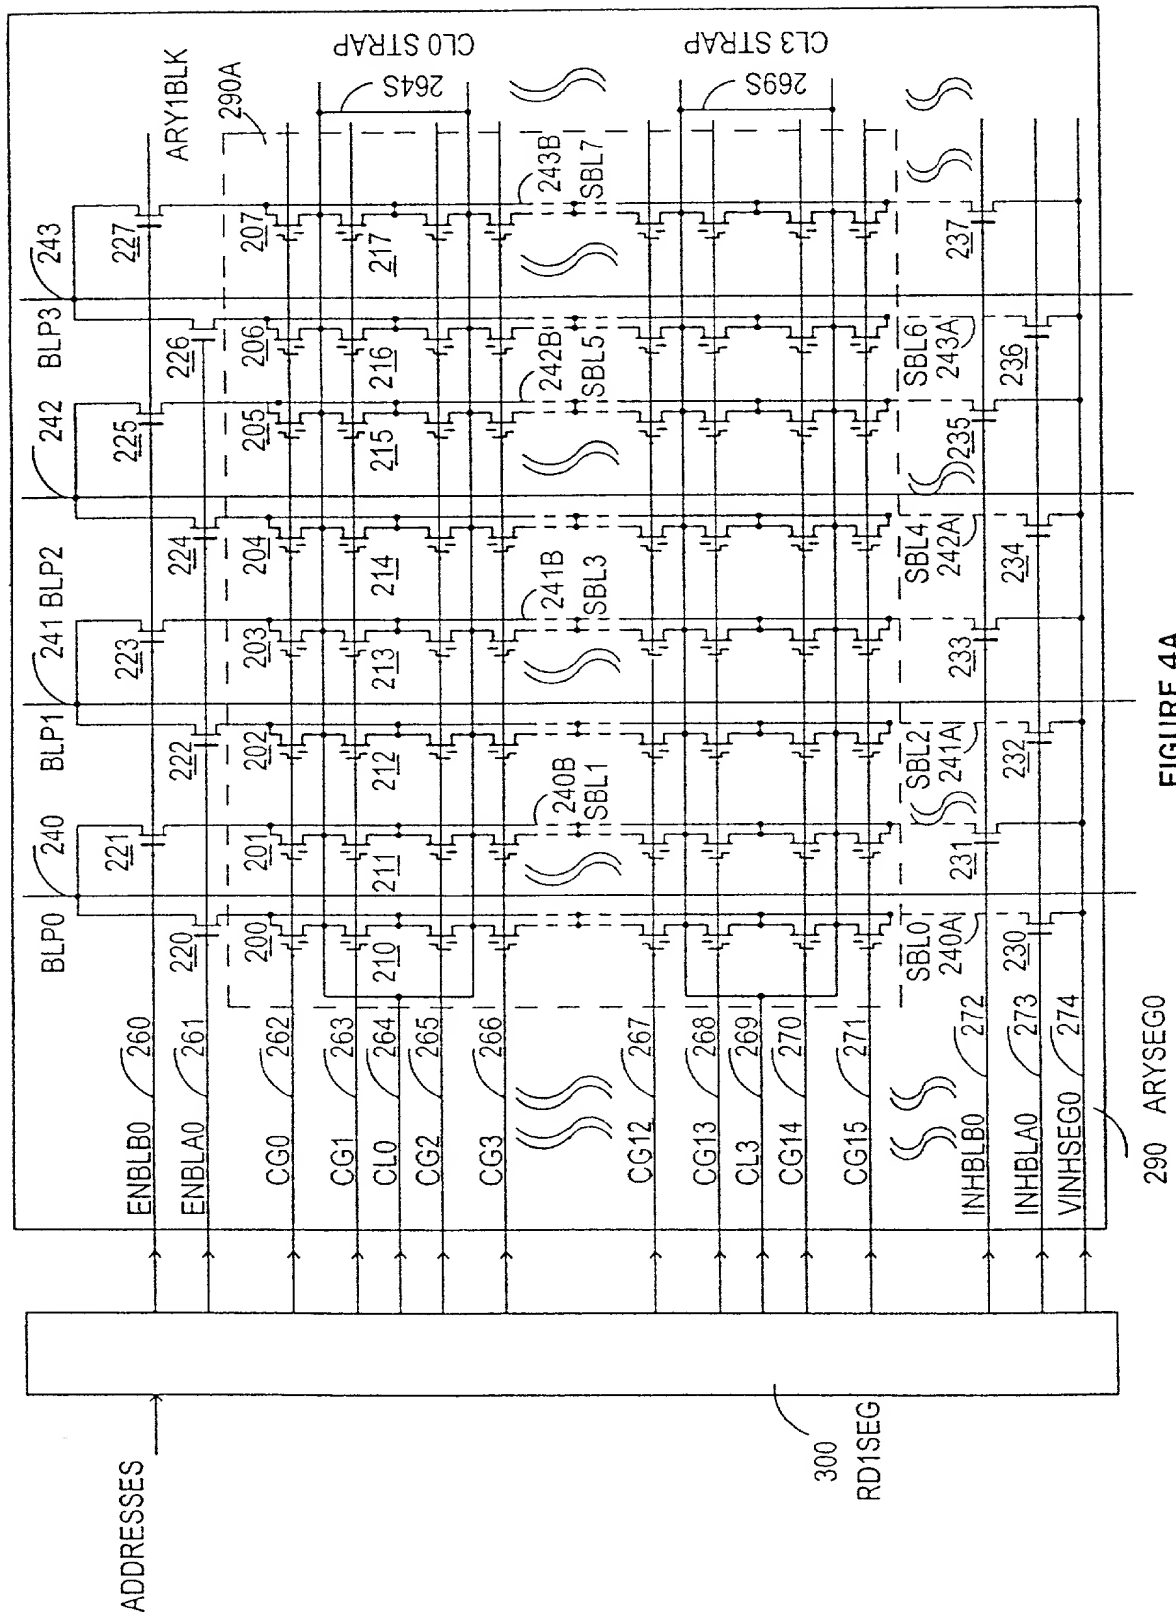 ADDRESSES
300
RD1SEG
ENBLB0 260
ENBLA0 261
CG0 262
CG1 263
CL0 264
CG2 265
CG3 266
CG12 267
CG13 268
CL3 269
CG14 270
CG15 271
INHBLB0 272
INHBLA0 273
VINHSEG0 274
290 ARYSEG0
BLP0 240
BLP1 241
BLP2 242
BLP3 243
221 223 225 227
220 222 224 226
ARY1BLK
290A
200 201 202 203 204 205 206 207
210 211 212 213 214 215 216 217
CL0 STRAP
264S
240B 241B 242B 243B
SBL1 SBL3 SBL5 SBL7
CL3 STRAP
269S
SBL0 SBL2 SBL4 SBL6
240A 241A 242A 243A
231 233 235 237
230 232 234 236
FIGURE 4A